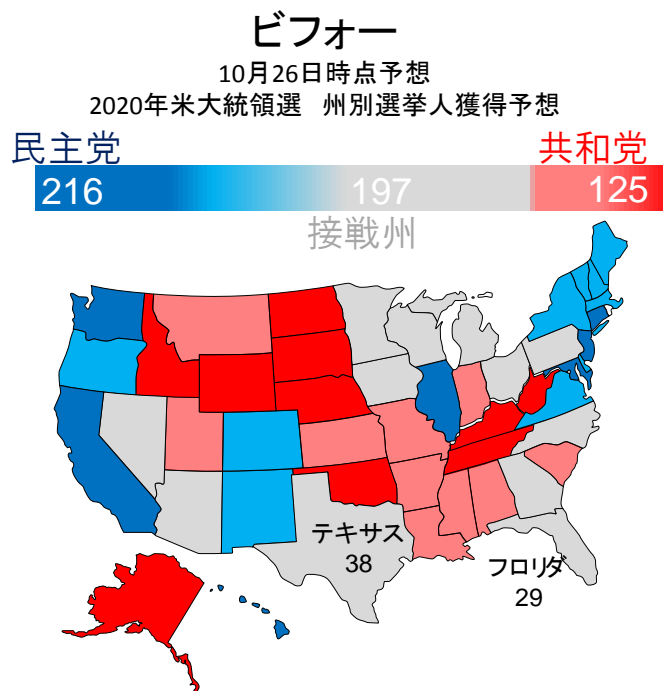 ビフォー
10月26日時点予想
2020年米大統領選 州別選挙人獲得予想
民主党
共和党
216
197
125
接戦州
テキサス
38
フロリダ
29